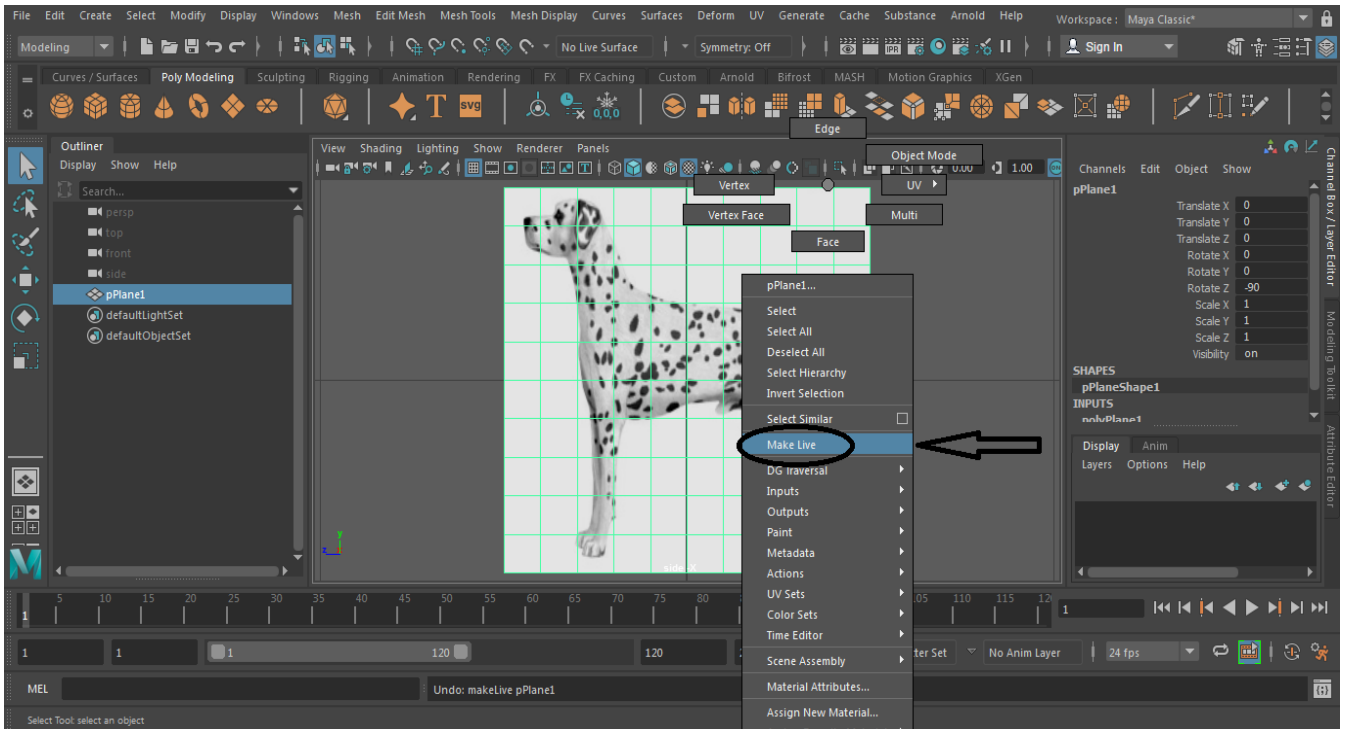 File Edit Create Select Modify Display Windows Mesh Edit Mesh Mesh Tools Mesh Display Curves Surfaces Deform UV Generate Cache Substance Arnold Help Workspace : Maya Classic*
Modeling No Live Surface Symmetry: Off IPR Sign In
Curves / Surfaces Poly Modeling Sculpting Rigging Animation Rendering FX FX Caching Custom Arnold Bifrost MASH Motion Graphics XGen
T svg 0,0,0
Edge
Outliner
Display Show Help
View Shading Lighting Show Renderer Panels
Object Mode
0.00 1.00
Search...
Vertex
UV
Vertex Face
Multi
Face
persp
top
front
side
pPlane1
defaultLightSet
defaultObjectSet
pPlane1...
Select
Select All
Deselect All
Select Hierarchy
Invert Selection
Select Similar
Make Live
DG Traversal
Inputs
Outputs
Paint
Metadata
Actions
UV Sets
Color Sets
Time Editor
Scene Assembly
Material Attributes...
Assign New Material...
y
z
side -X
Channels Edit Object Show
pPlane1
Translate X 0
Translate Y 0
Translate Z 0
Rotate X 0
Rotate Y 0
Rotate Z -90
Scale X 1
Scale Y 1
Scale Z 1
Visibility on
SHAPES
pPlaneShape1
INPUTS
polyPlane1
Display Anim
Layers Options Help
Channel Box / Layer Editor
Modeling Toolkit
Attribute Editor
5 10 15 20 25 30 35 40 45 50 55 60 65 70 75 80 105 110 115 12
1 1
1 1 1 120 120 No Anim Layer 24 fps
MEL Undo: makeLive pPlane1
Select Tool: select an object